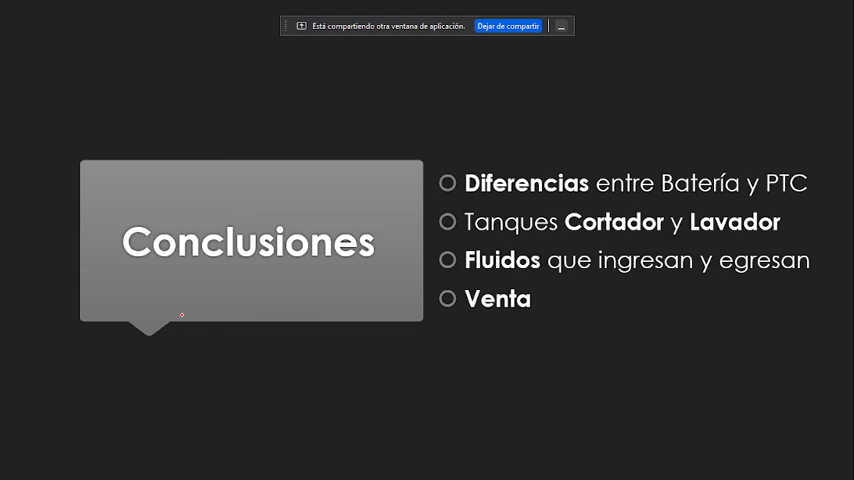 Está compartiendo otra ventana de aplicación. Dejar de compartir
Conclusiones
Diferencias entre Batería y PTC
Tanques Cortador y Lavador
Fluidos que ingresan y egresan
Venta